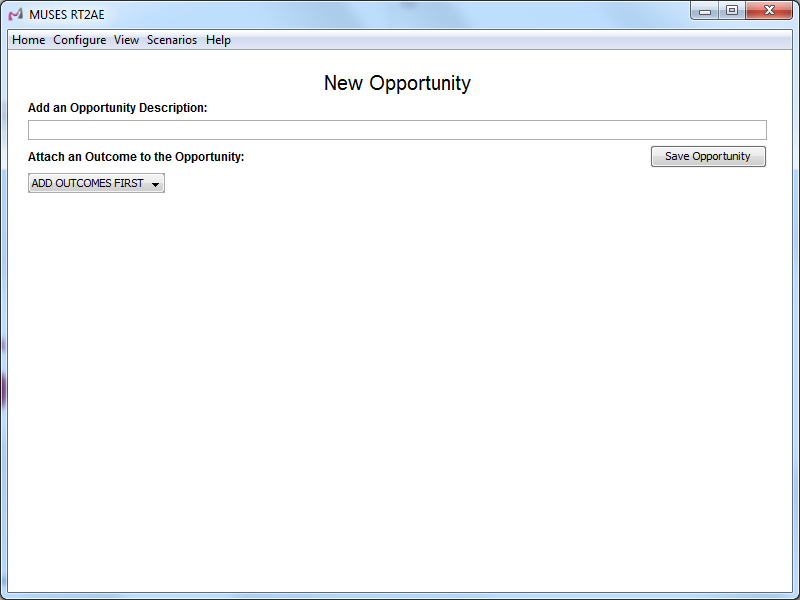 MUSES RT2AE
Home Configure View Scenarios Help
New Opportunity
Add an Opportunity Description:
Attach an Outcome to the Opportunity:
Save Opportunity
ADD OUTCOMES FIRST